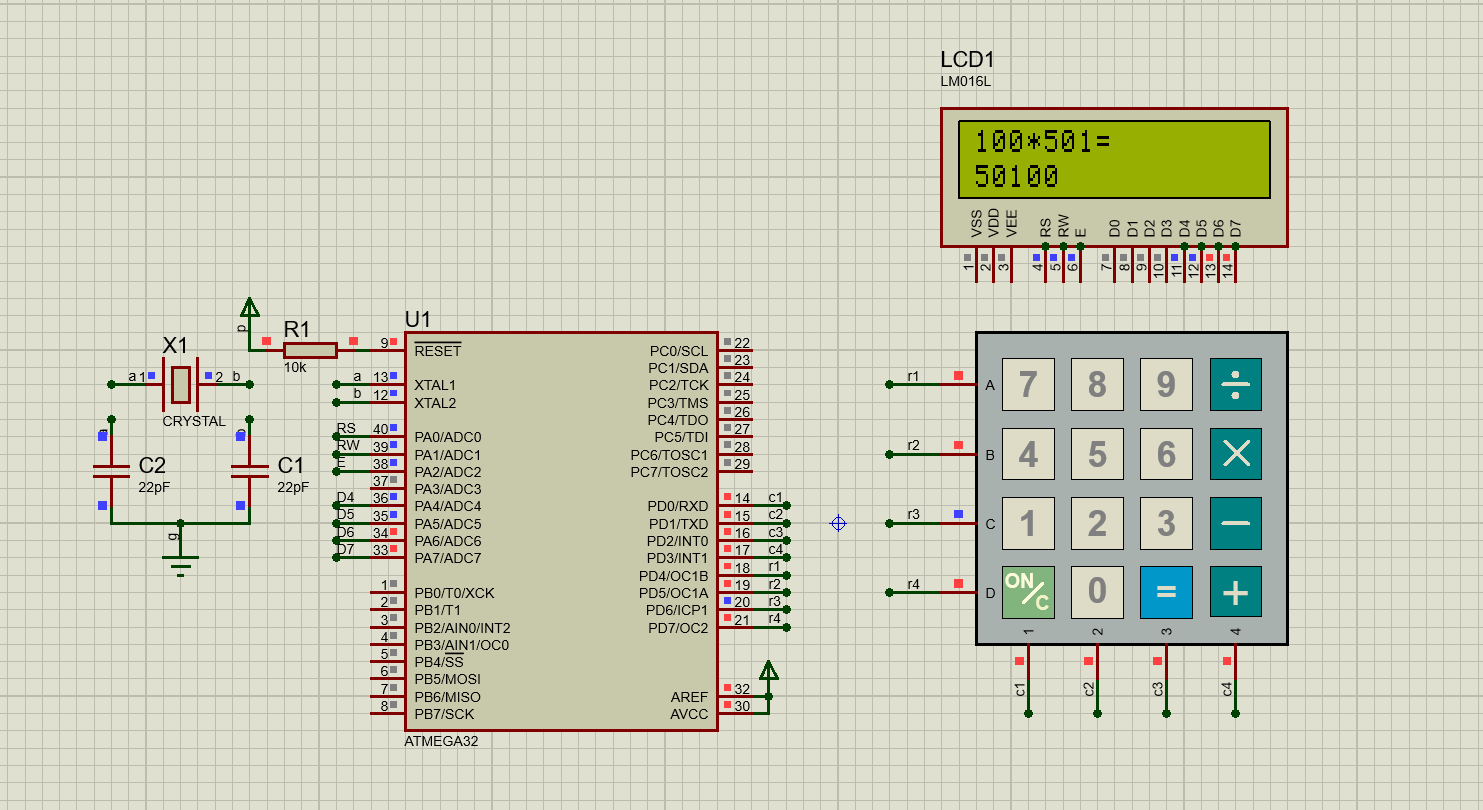 LCD1
LM016L
100*501=
50100
VSS VDD VEE RS RW E D0 D1 D2 D3 D4 D5 D6 D7
1 2 3 4 5 6 7 8 9 10 11 12 13 14
p
R1
10k
X1
a 1 2 b
CRYSTAL
a
b
C2
22pF
C1
22pF
g
U1
9 RESET
a 13 XTAL1
b 12 XTAL2
RS 40 PA0/ADC0
RW 39 PA1/ADC1
E 38 PA2/ADC2
37 PA3/ADC3
D4 36 PA4/ADC4
D5 35 PA5/ADC5
D6 34 PA6/ADC6
D7 33 PA7/ADC7
1 PB0/T0/XCK
2 PB1/T1
3 PB2/AIN0/INT2
4 PB3/AIN1/OC0
5 PB4/SS
6 PB5/MOSI
7 PB6/MISO
8 PB7/SCK
PC0/SCL 22
PC1/SDA 23
PC2/TCK 24
PC3/TMS 25
PC4/TDO 26
PC5/TDI 27
PC6/TOSC1 28
PC7/TOSC2 29
PD0/RXD 14 c1
PD1/TXD 15 c2
PD2/INT0 16 c3
PD3/INT1 17 c4
PD4/OC1B 18 r1
PD5/OC1A 19 r2
PD6/ICP1 20 r3
PD7/OC2 21 r4
AREF 32
AVCC 30
ATMEGA32
r1 A 7 8 9 ÷
r2 B 4 5 6 ×
r3 C 1 2 3 −
r4 D ON/C 0 = +
1 2 3 4
c1 c2 c3 c4